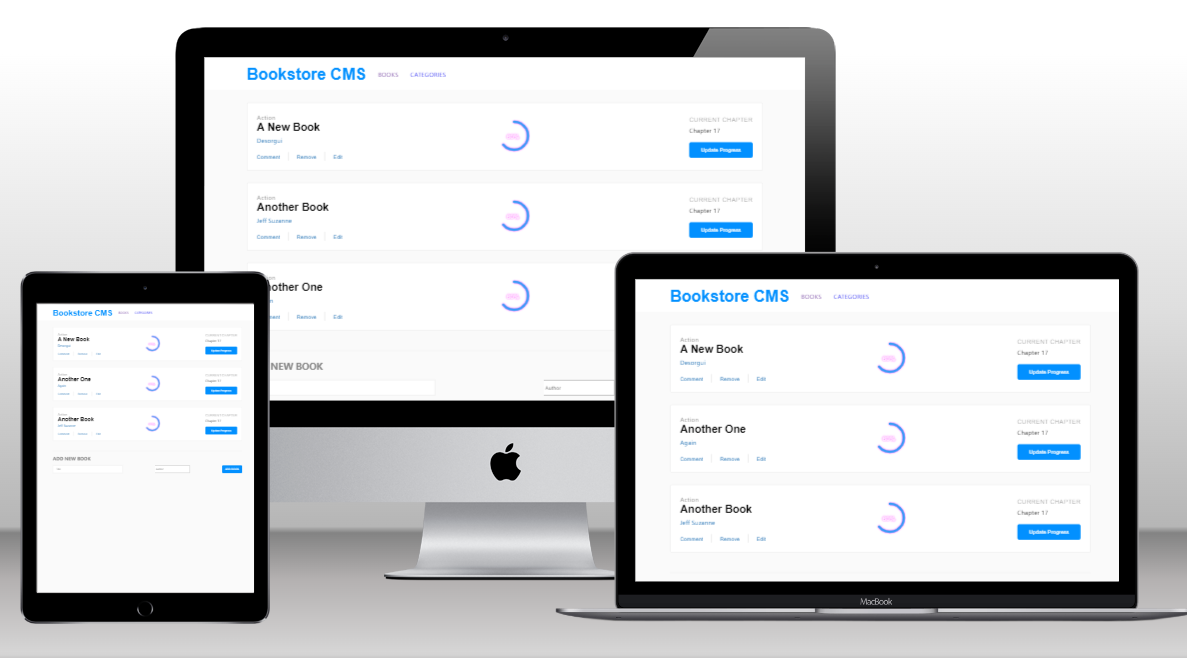 Bookstore CMS BOOKS CATEGORIES
Action
A New Book
Desorgui
Comment Remove Edit
CURRENT CHAPTER
Chapter 17
Update Progress
Action
Another Book
Jeff Suzanne
Comment Remove Edit
CURRENT CHAPTER
Chapter 17
Update Progress
other One
Comment Remove Edit
NEW BOOK
Author
Bookstore CMS BOOKS CATEGORIES
Action
A New Book
Desorgui
Comment Remove Edit
CURRENT CHAPTER
Chapter 17
Update Progress
Action
Another One
Again
Comment Remove Edit
CURRENT CHAPTER
Chapter 17
Update Progress
Action
Another Book
Jeff Suzanne
Comment Remove Edit
CURRENT CHAPTER
Chapter 17
Update Progress
ADD NEW BOOK
Bookstore CMS BOOKS CATEGORIES
Action
A New Book
Desorgui
Comment Remove Edit
CURRENT CHAPTER
Chapter 17
Update Progress
Action
Another One
Again
Comment Remove Edit
CURRENT CHAPTER
Chapter 17
Update Progress
Action
Another Book
Jeff Suzanne
Comment Remove Edit
CURRENT CHAPTER
Chapter 17
Update Progress
MacBook